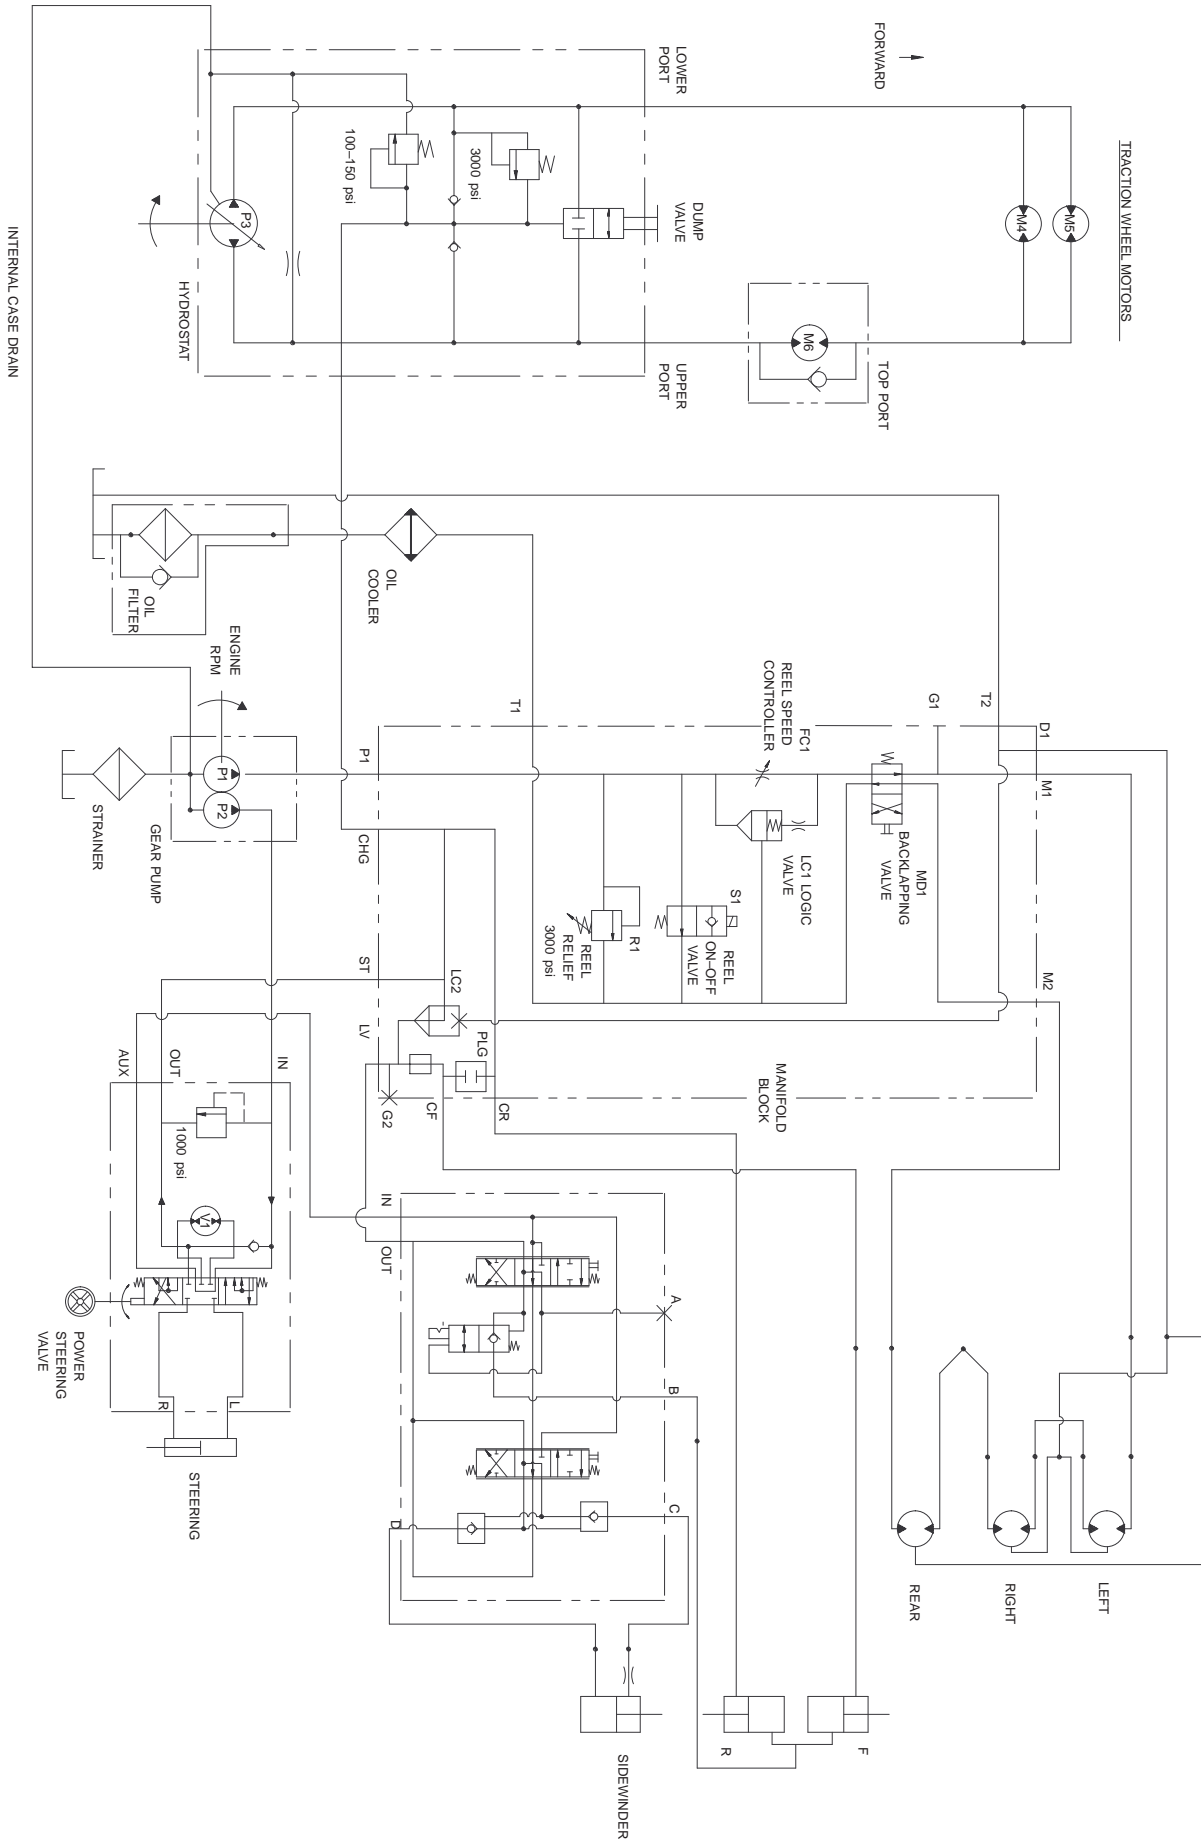 FORWARD
TRACTION WHEEL MOTORS
LOWER
PORT
100–150 psi
3000 psi
DUMP
VALVE
P3
M4
M5
M6
HYDROSTAT
INTERNAL CASE DRAIN
UPPER
PORT
TOP PORT
OIL
FILTER
OIL
COOLER
ENGINE
RPM
T1
REEL SPEED
CONTROLLER
FC1
G1
T2
D1
P1
M1
P1
P2
STRAINER
GEAR PUMP
CHG
LC1 LOGIC
VALVE
MD1
BACKLAPPING
VALVE
S1
REEL
ON–OFF
VALVE
R1
REEL
RELIEF
3000 psi
ST
LC2
M2
LV
PLG
MANIFOLD
BLOCK
AUX
OUT
IN
G2
CF
CR
1000 psi
IN
OUT
V1
A
B
POWER
STEERING
VALVE
R
L
STEERING
D
C
REAR
RIGHT
LEFT
R
F
SIDEWINDER